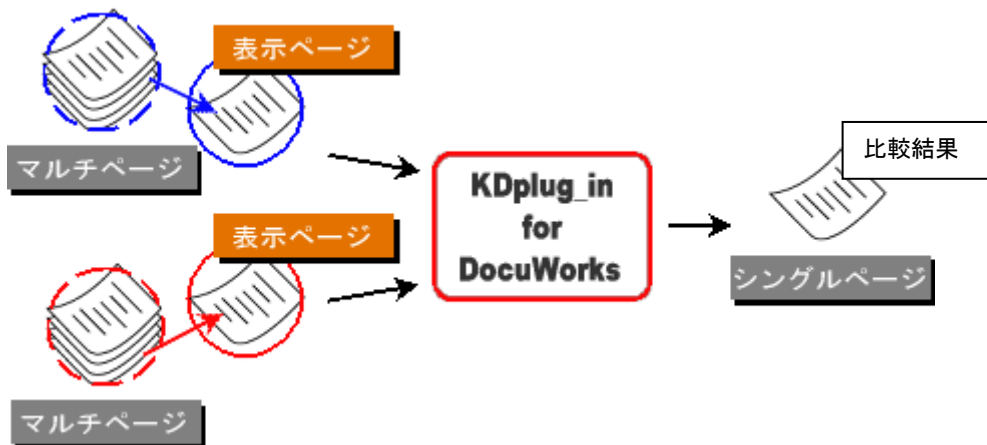 表示ページ
マルチページ
表示ページ
マルチページ
KDplug_in
for
DocuWorks
比較結果
シングルページ